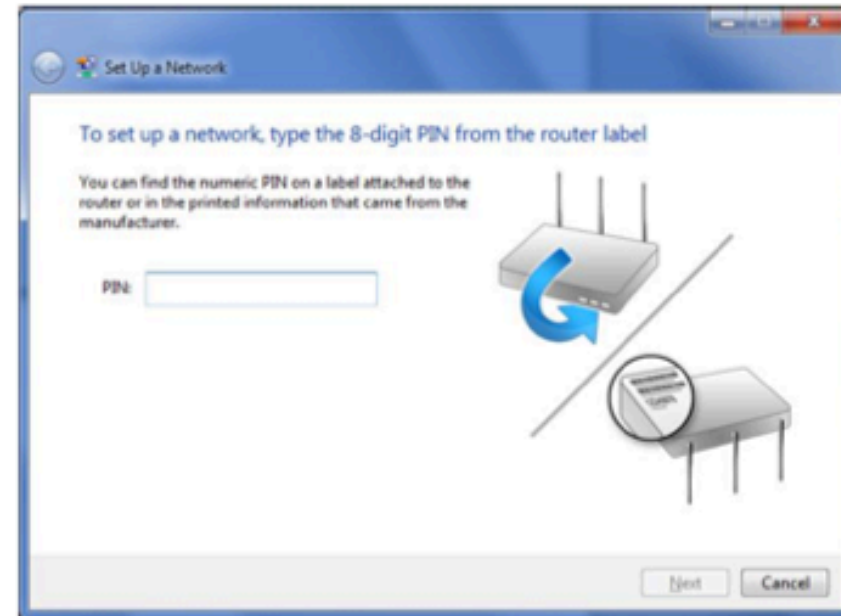 Set Up a Network
To set up a network, type the 8-digit PIN from the router label
You can find the numeric PIN on a label attached to the
router or in the printed information that came from the
manufacturer.
PIN:
Next
Cancel